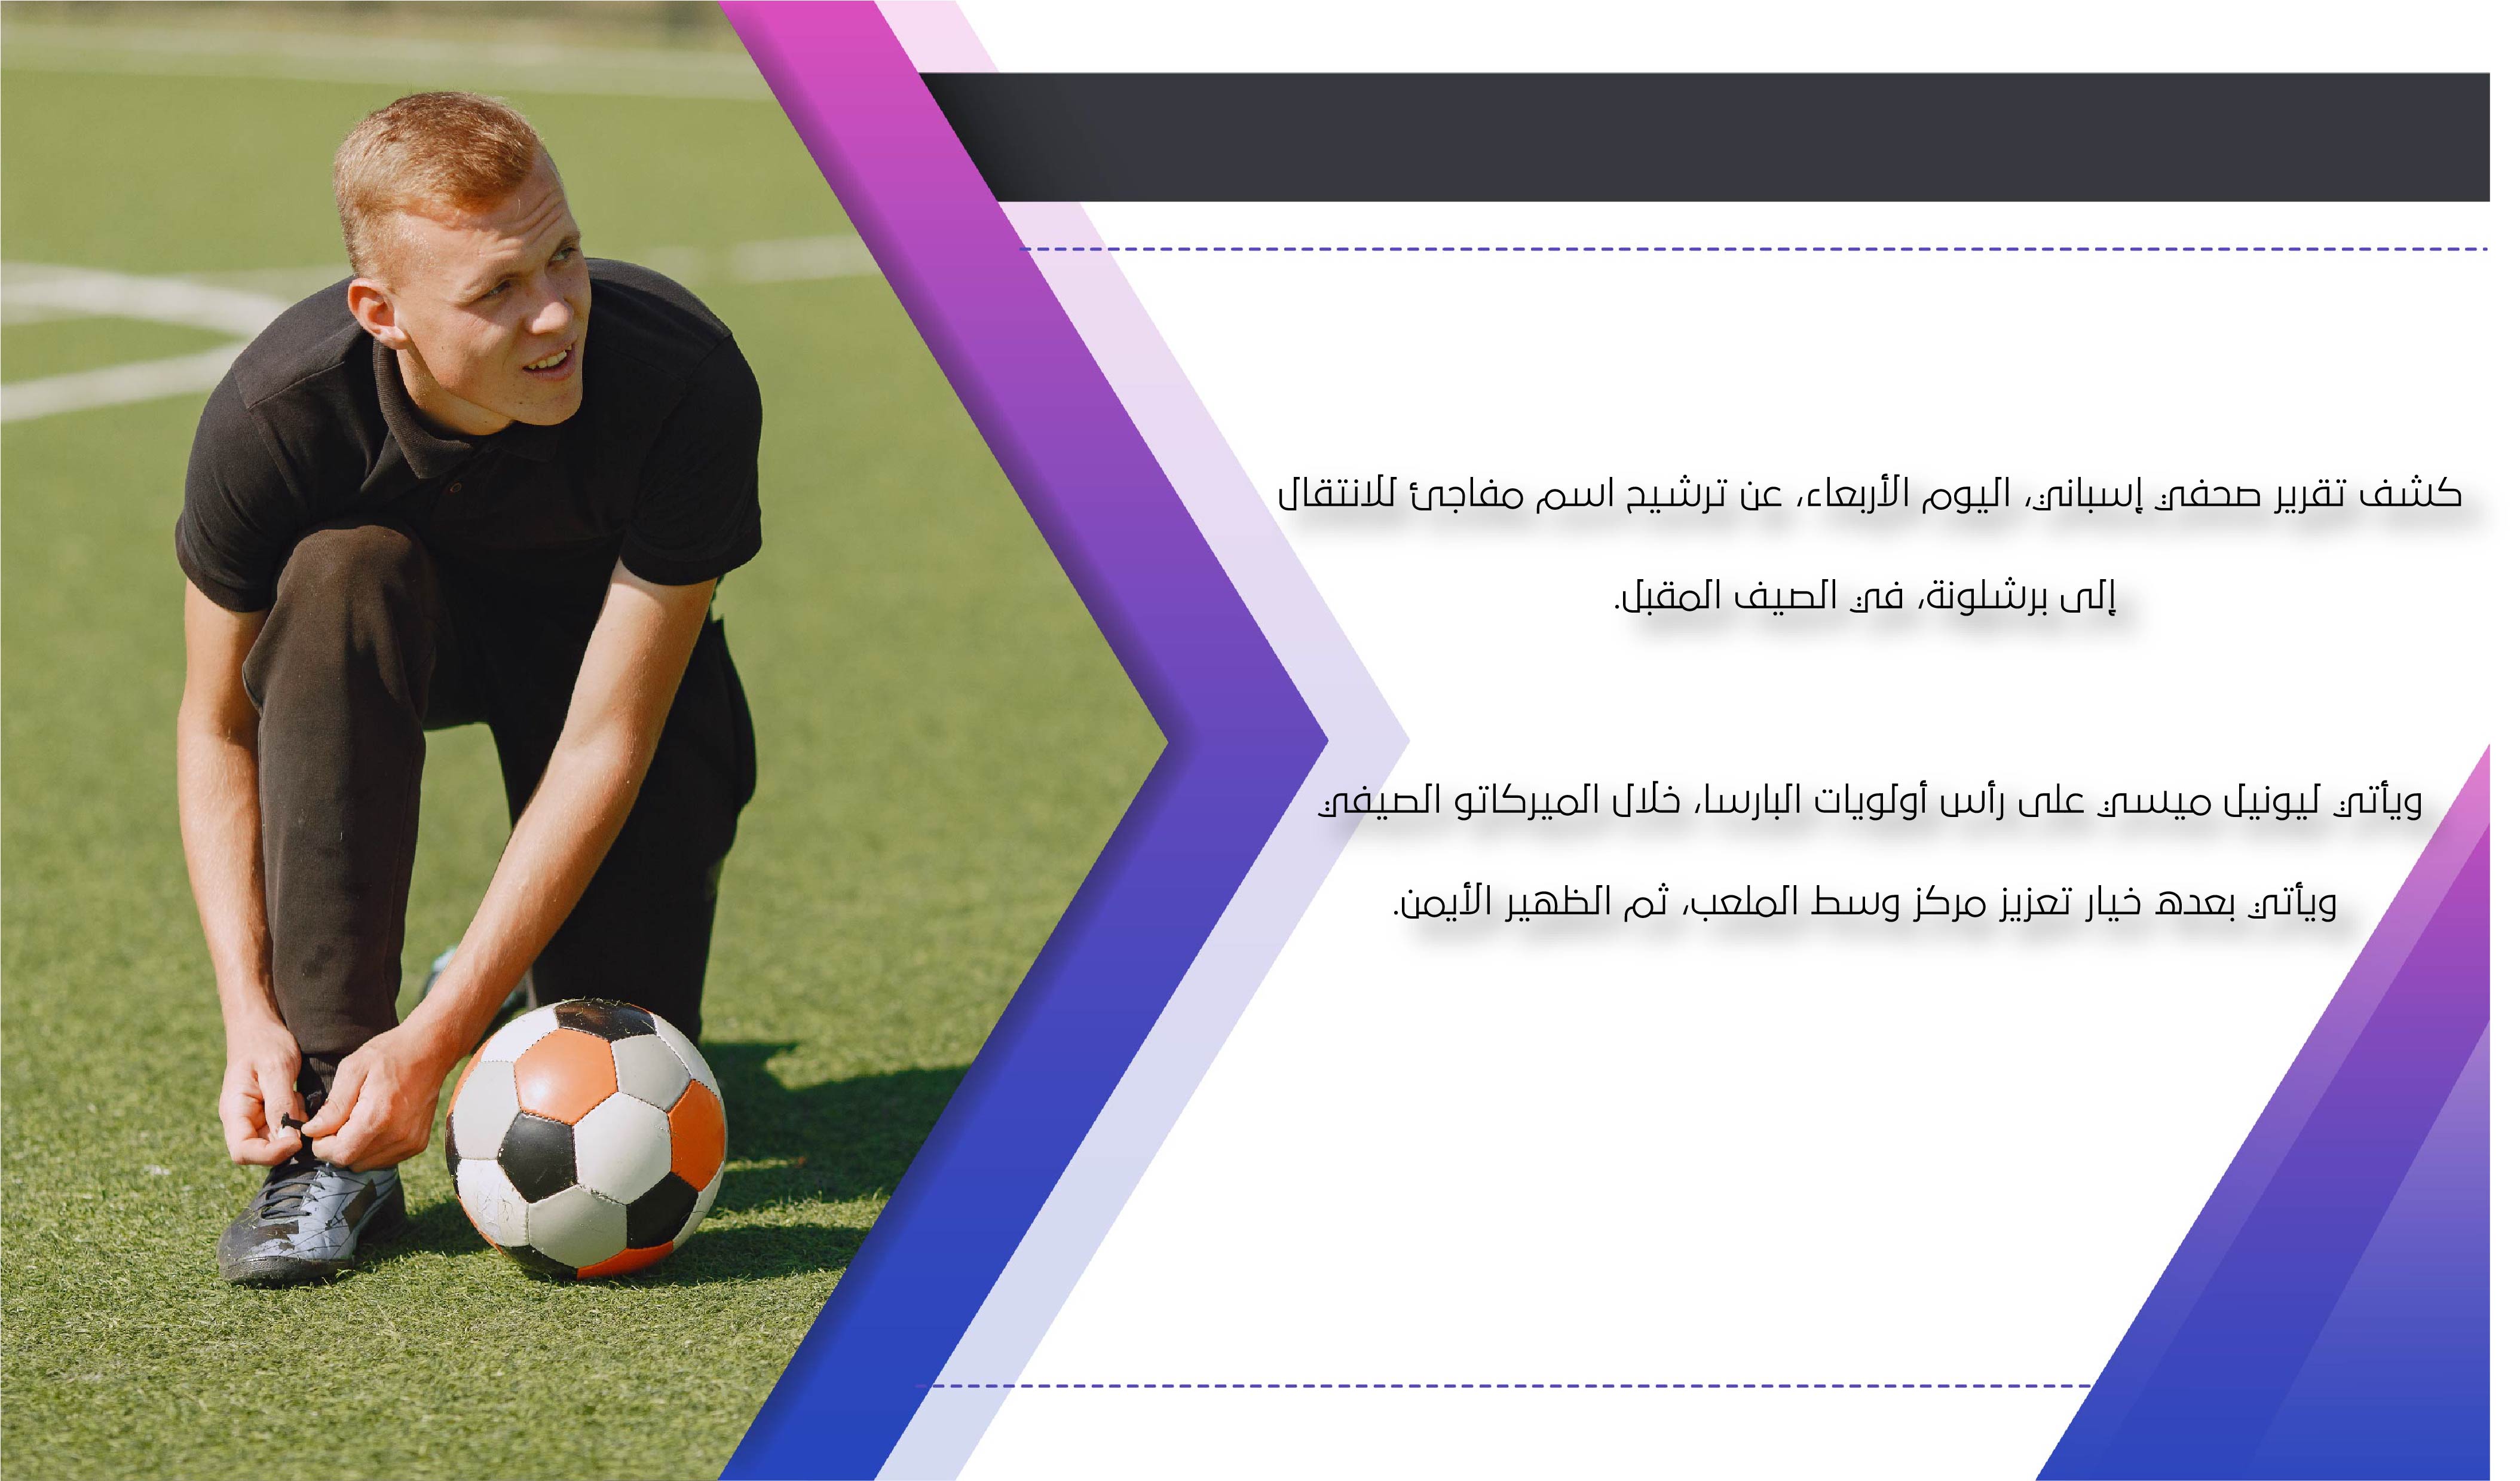 كشف تقرير صحفي إسباني، اليوم الأربعاء، عن ترشيح اسم مفاجئ للانتقال
إلى برشلونة، في الصيف المقبل.
ويأتي ليونيل ميسي على رأس أولويات البارسا، خلال الميركاتو الصيفي
ويأتي بعده خيار تعزيز مركز وسط الملعب، ثم الظهير الأيمن.